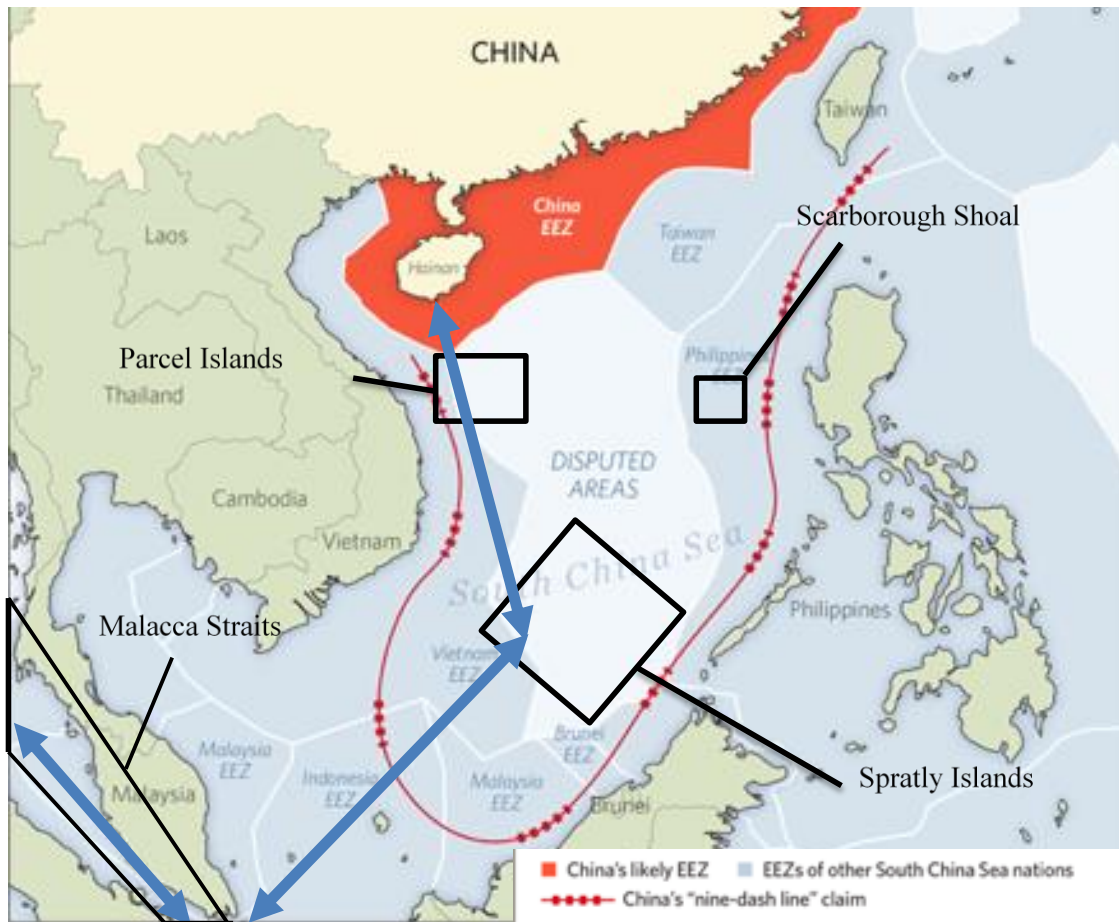 CHINA
Taiwan
Scarborough Shoal
China
EEZ
Taiwan
EEZ
Laos
Hainan
Parcel Islands
Philippines
EEZ
Thailand
DISPUTED
AREAS
Cambodia
Vietnam
South China Sea
Philippines
Malacca Straits
Vietnam
EEZ
Brunei
EEZ
Malaysia
EEZ
Indonesia
EEZ
Malaysia
EEZ
Spratly Islands
Malaysia
Brunei
China's likely EEZ
EEZs of other South China Sea nations
China's "nine-dash line" claim